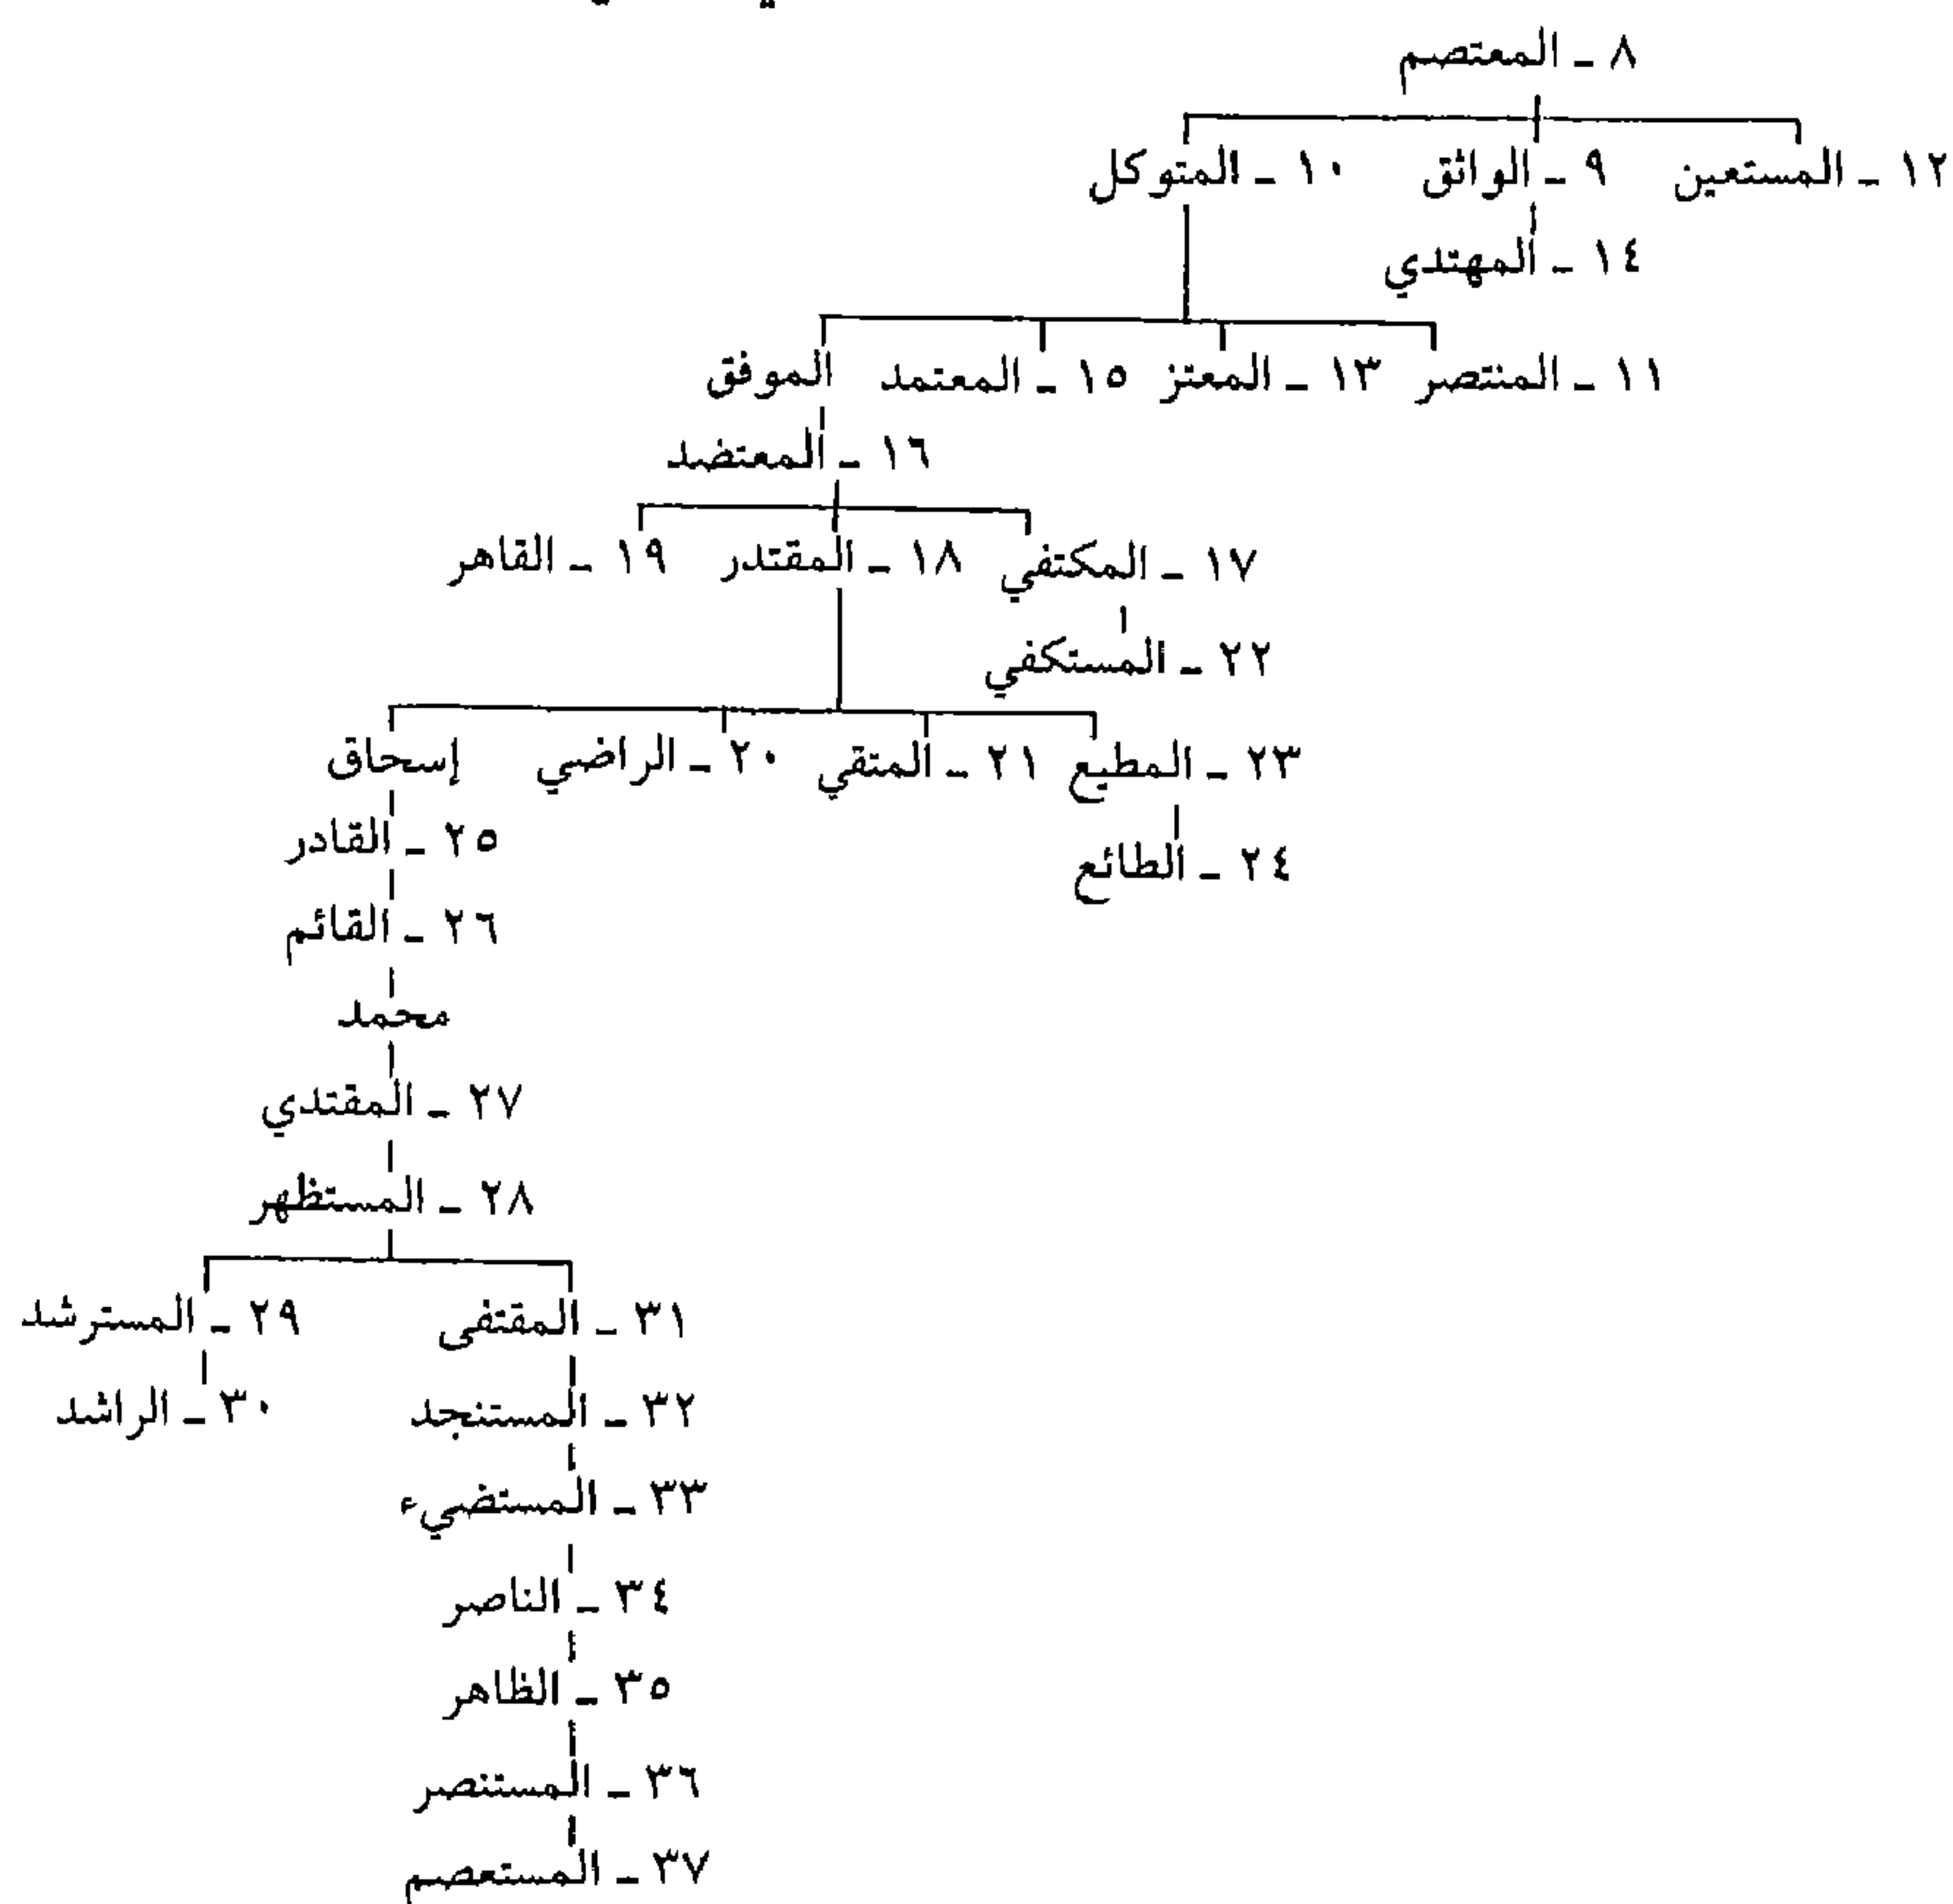 ٨ ـ المعتصم
١٢ ـ المستعين ٩ ـ الواثق ١٠ ـ المتوكل
١٤ ـ المهتدي
١١ ـ المنتصر ١٣ ـ المعتز ١٥ ـ المعتمد الموفق
١٦ ـ المعتضد
١٧ ـ المكتفي ١٨ ـ المقتدر ١٩ ـ القاهر
٢٢ ـ المستكفي
٢٣ ـ المطيع ٢١ ـ المتقي ٢٠ ـ الراضي إسحاق
٢٥ ـ القادر
٢٤ ـ الطائع
٢٦ ـ القائم
محمد
٢٧ ـ المقتدي
٢٨ ـ المستظهر
٣١ ـ المقتفى ٢٩ ـ المسترشد
٣٢ ـ المستنجد ٣٠ ـ الراشد
٣٣ ـ المستضيء
٣٤ ـ الناصر
٣٥ ـ الظاهر
٣٦ ـ المستنصر
٣٧ ـ المستعصم